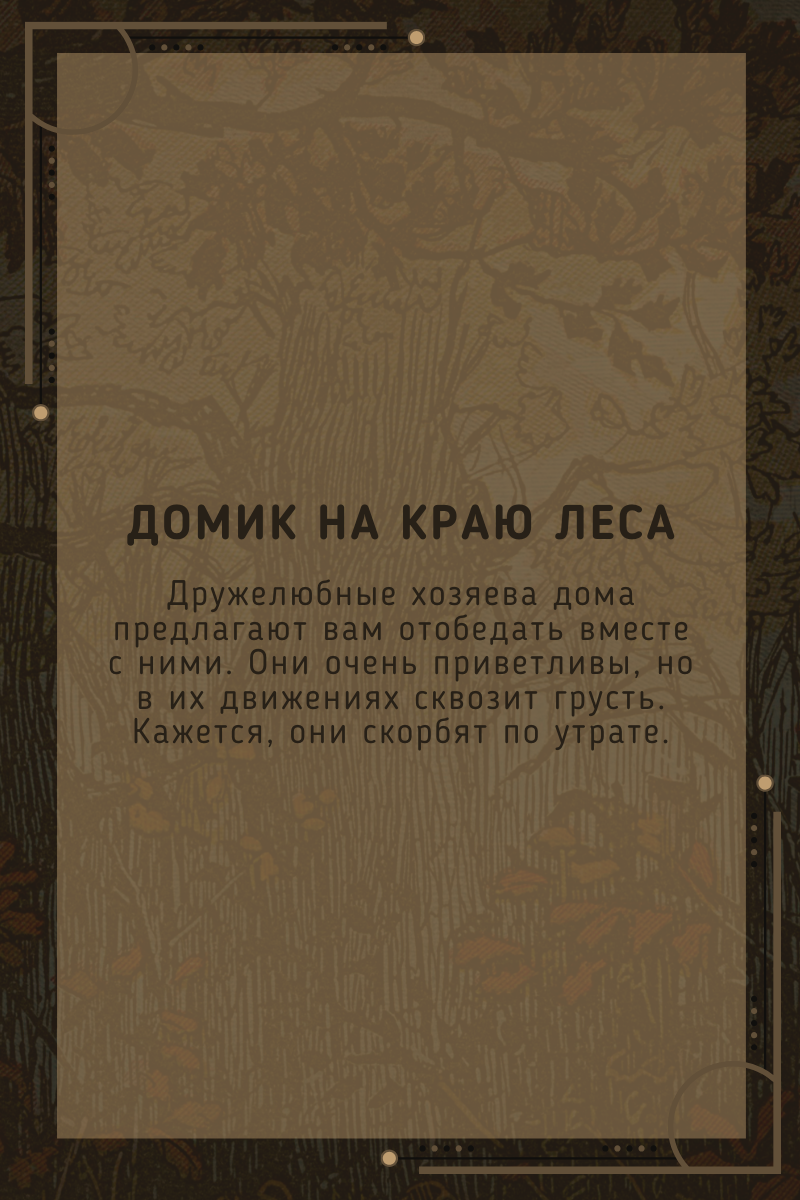 ДОМИК НА КРАЮ ЛЕСА
Дружелюбные хозяева дома
предлагают вам отобедать вместе
с ними. Они очень приветливы, но
в их движениях сквозит грусть.
Кажется, они скорбят по утрате.